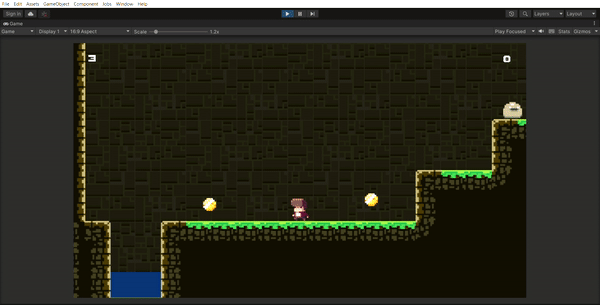 File Edit Assets GameObject Component Jobs Window Help
Sign in Layers Layout
Game
Game Display 1 16:9 Aspect Scale 1.2x Play Focused Stats Gizmos
3 0